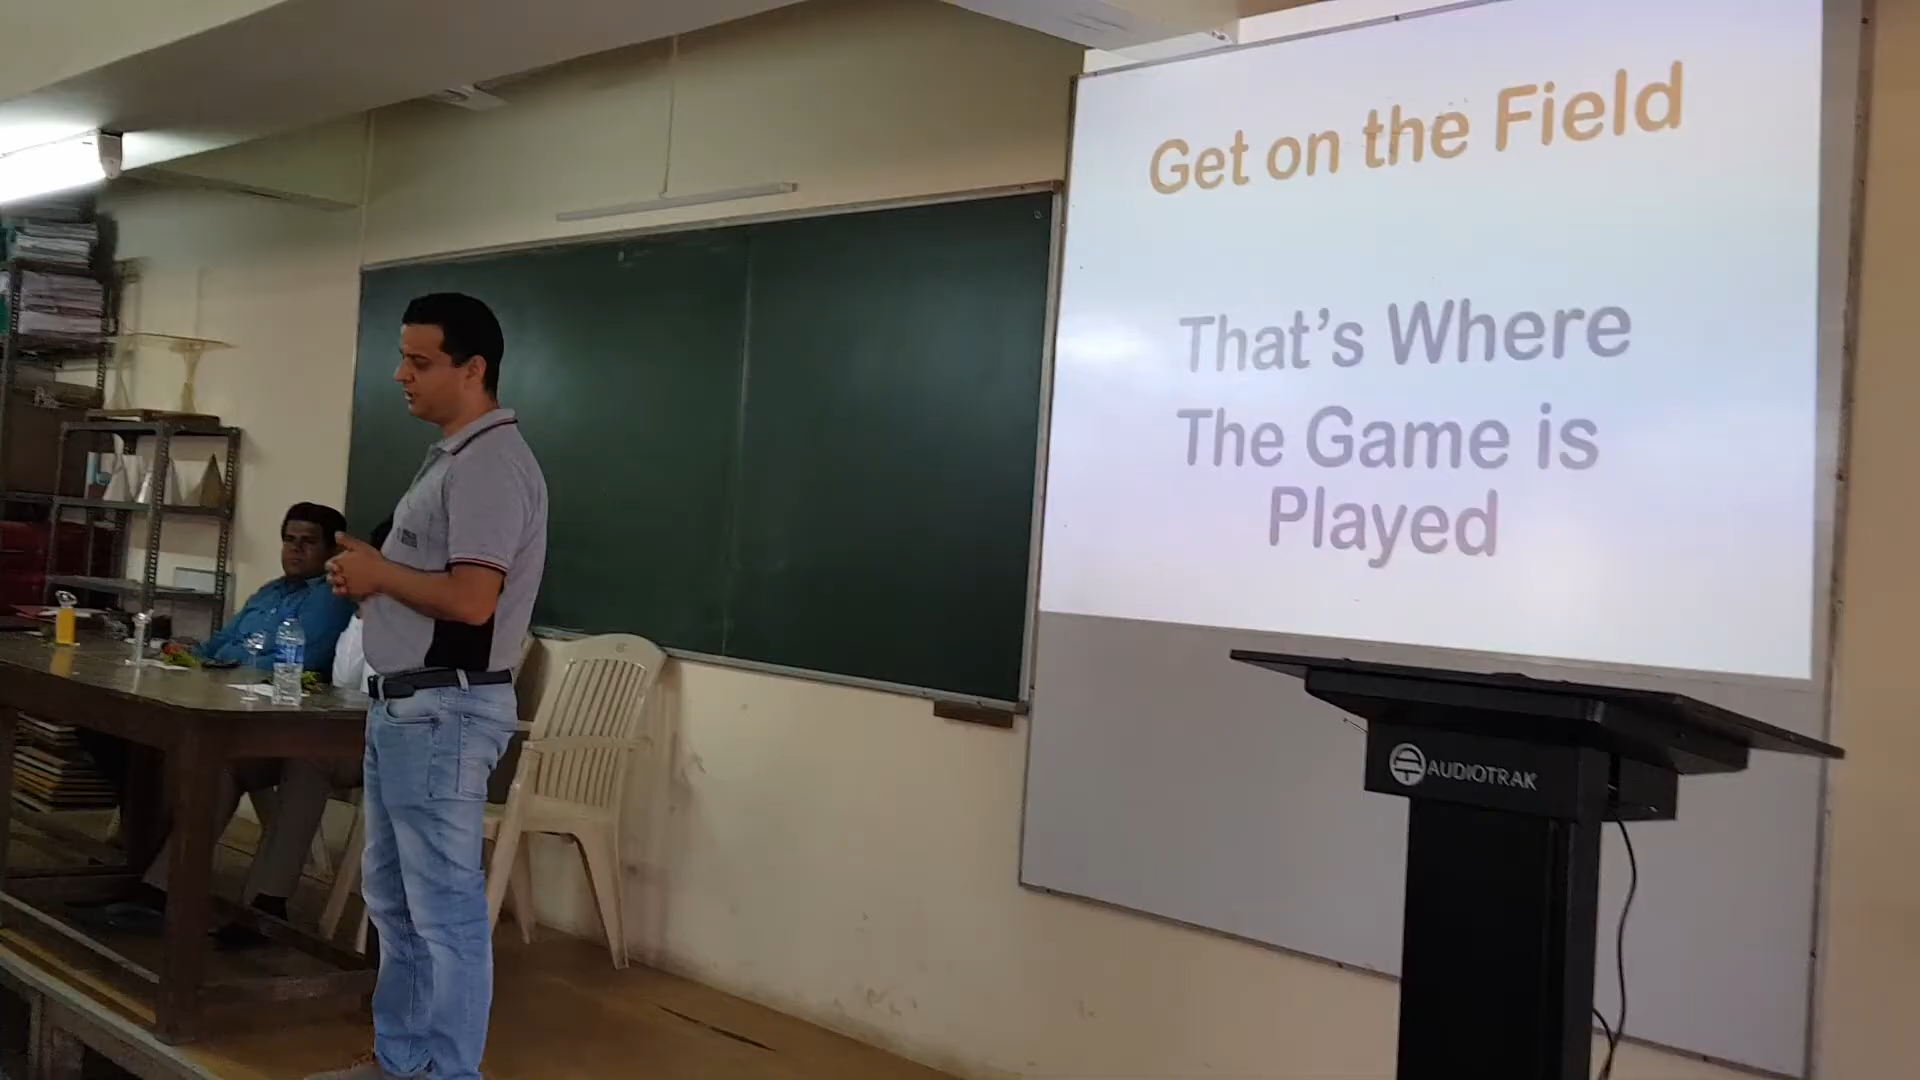 Get on the Field
That's Where
The Game is
Played
AUDIOTRAK